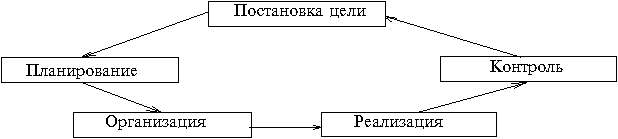 Постановка цели
Планирование
Контроль
Организация
Реализация